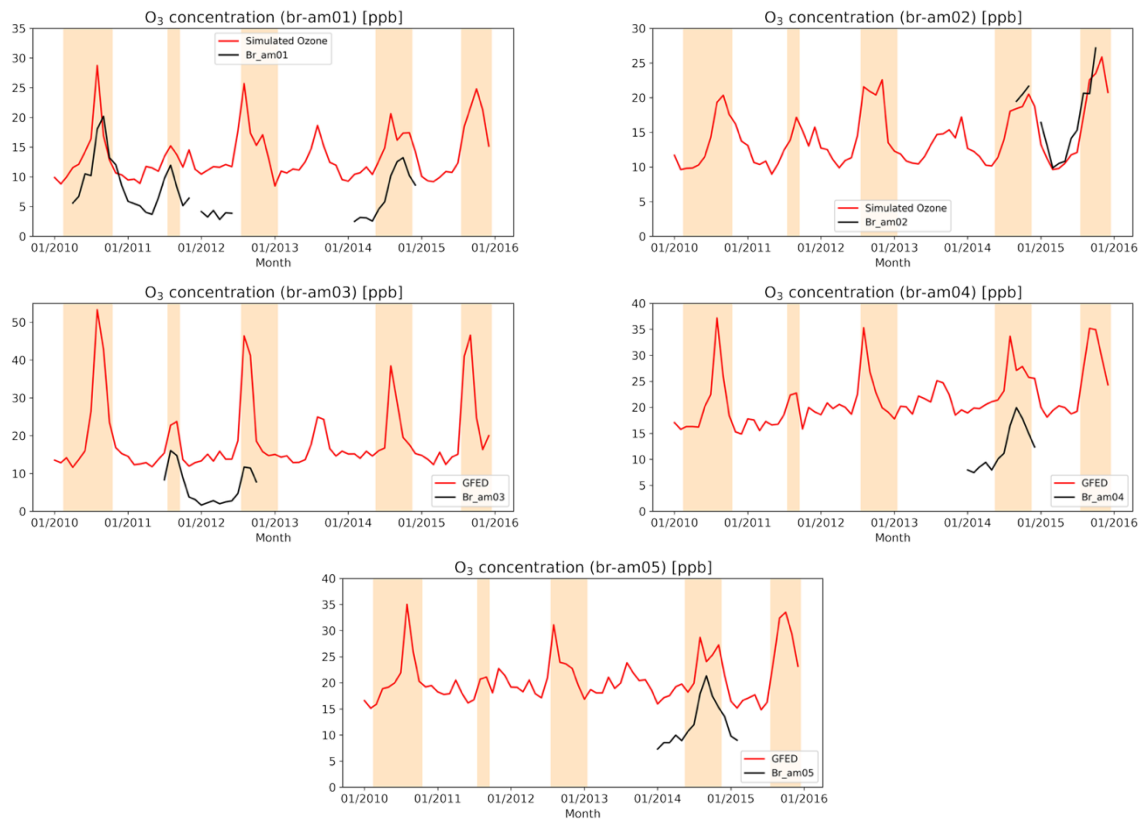 O₃ concentration (br-am01) [ppb]
35
30
25
20
15
10
5
0
Simulated Ozone
Br_am01
01/2010 01/2011 01/2012 01/2013 01/2014 01/2015 01/2016
Month
O₃ concentration (br-am02) [ppb]
30
25
20
15
10
5
0
Simulated Ozone
Br_am02
01/2010 01/2011 01/2012 01/2013 01/2014 01/2015 01/2016
Month
O₃ concentration (br-am03) [ppb]
50
40
30
20
10
0
GFED
Br_am03
01/2010 01/2011 01/2012 01/2013 01/2014 01/2015 01/2016
Month
O₃ concentration (br-am04) [ppb]
40
35
30
25
20
15
10
5
0
GFED
Br_am04
01/2010 01/2011 01/2012 01/2013 01/2014 01/2015 01/2016
Month
O₃ concentration (br-am05) [ppb]
40
35
30
25
20
15
10
5
0
GFED
Br_am05
01/2010 01/2011 01/2012 01/2013 01/2014 01/2015 01/2016
Month